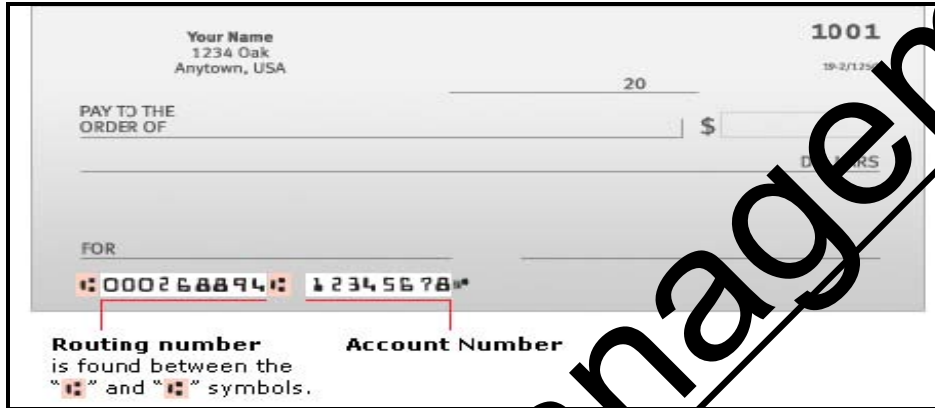 Your Name
1234 Oak
Anytown, USA
1001
20
PAY TO THE
ORDER OF
$
FOR
⑆000268894⑆ 12345678⑈
Routing number
Account Number
is found between the
"⑆" and "⑆" symbols.